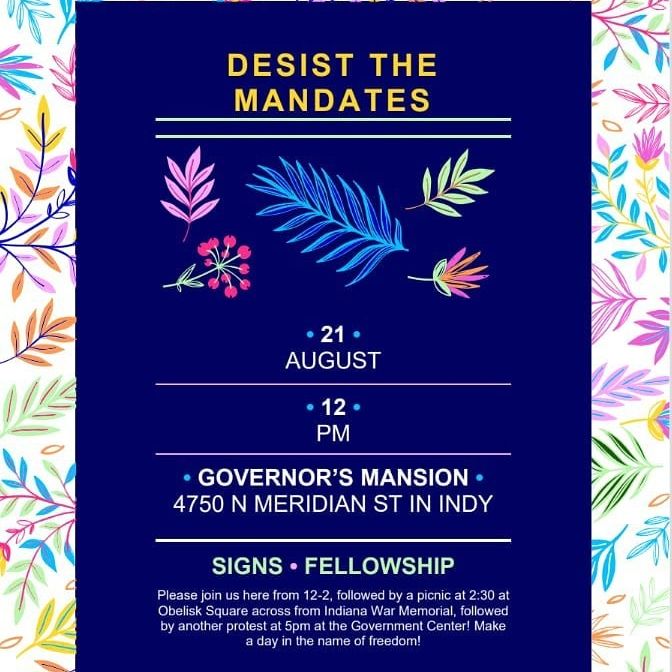 DESIST THE
MANDATES
• 21 •
AUGUST
• 12 •
PM
• GOVERNOR'S MANSION •
4750 N MERIDIAN ST IN INDY
SIGNS • FELLOWSHIP
Please join us here from 12-2, followed by a picnic at 2:30 at
Obelisk Square across from Indiana War Memorial, followed
by another protest at 5pm at the Government Center! Make
a day in the name of freedom!